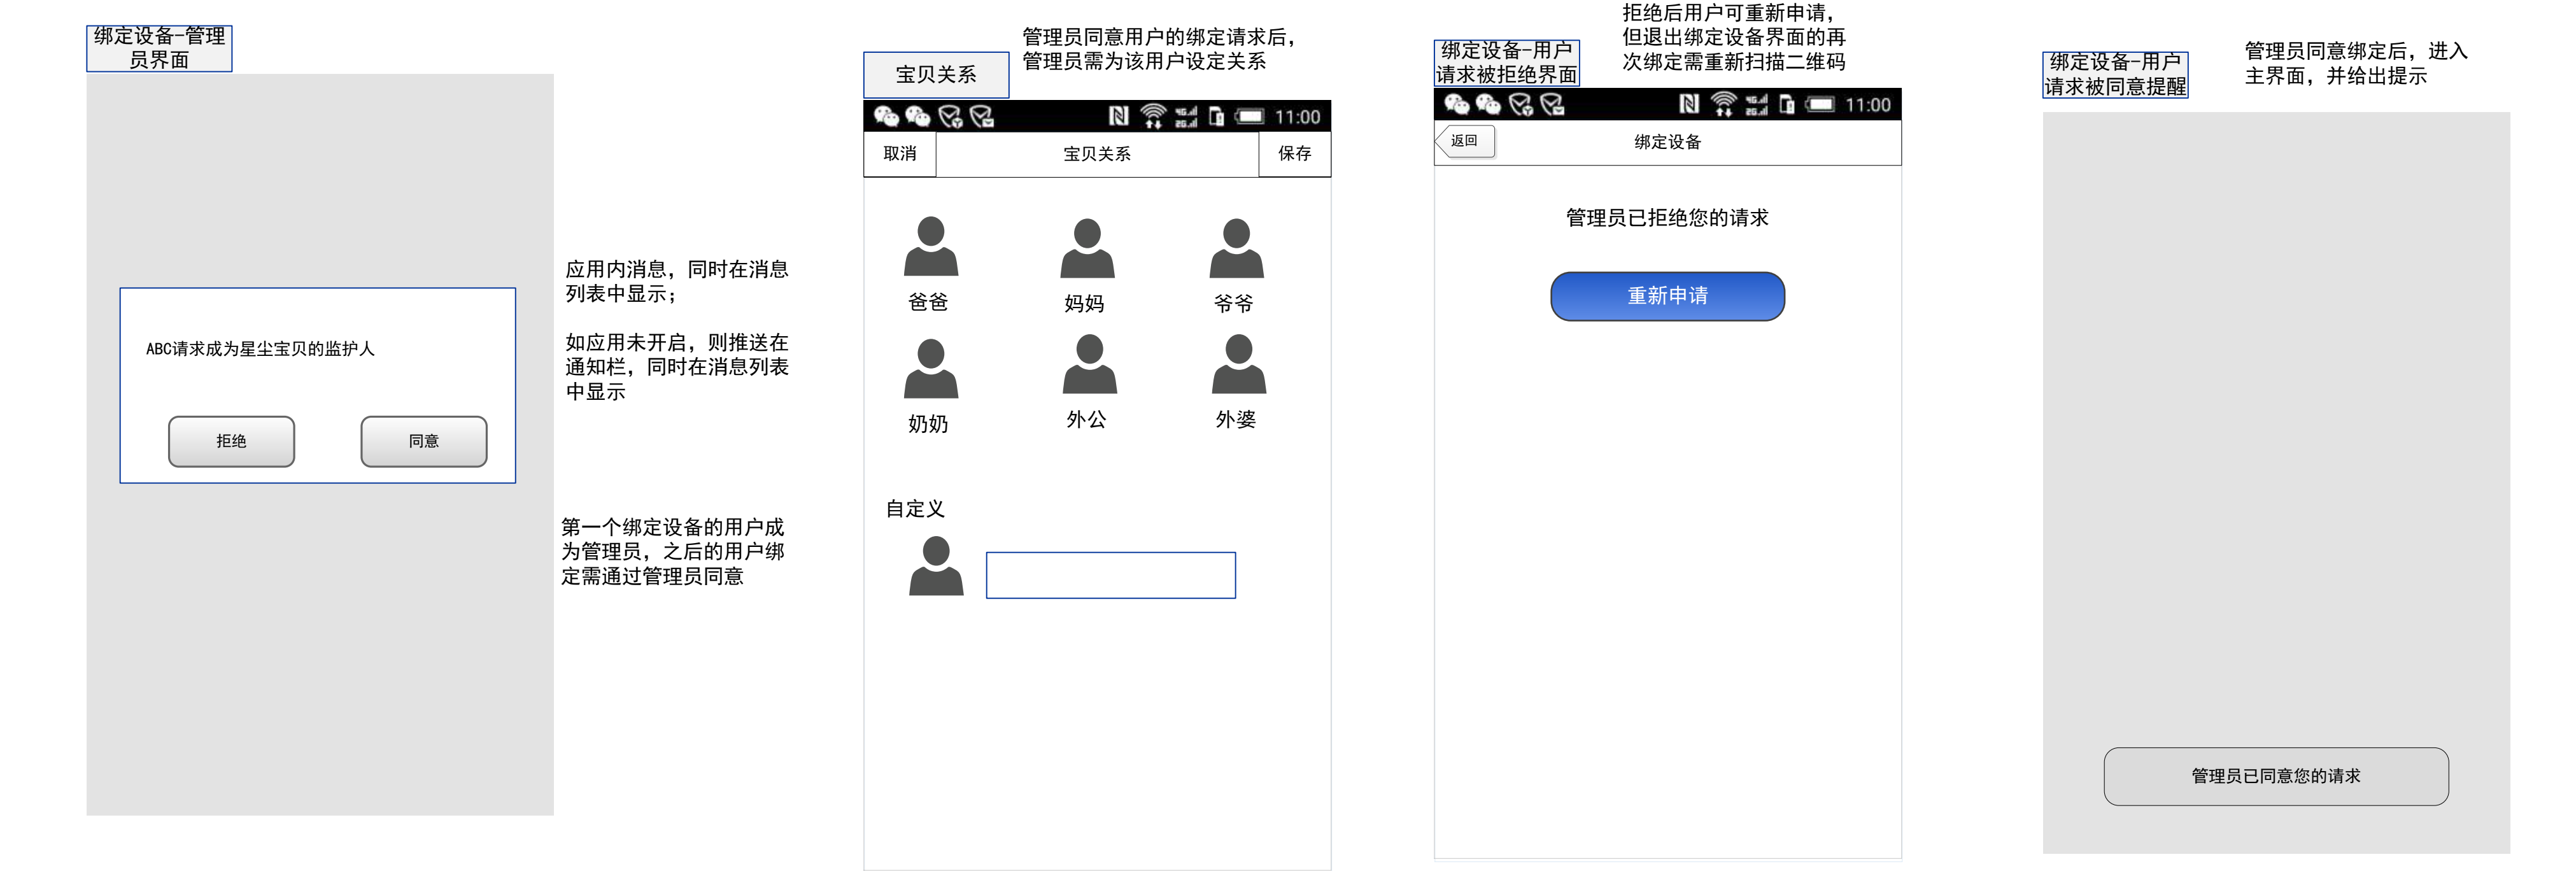 绑定设备-管理
员界面
ABC请求成为星尘宝贝的监护人
拒绝
同意
应用内消息，同时在消息
列表中显示；
如应用未开启，则推送在
通知栏，同时在消息列表
中显示
第一个绑定设备的用户成
为管理员，之后的用户绑
定需通过管理员同意
宝贝关系
管理员同意用户的绑定请求后，
管理员需为该用户设定关系
4G 2G 11:00
取消
宝贝关系
保存
爸爸
妈妈
爷爷
奶奶
外公
外婆
自定义
绑定设备-用户
请求被拒绝界面
拒绝后用户可重新申请，
但退出绑定设备界面的再
次绑定需重新扫描二维码
4G 2G 11:00
返回
绑定设备
管理员已拒绝您的请求
重新申请
绑定设备-用户
请求被同意提醒
管理员同意绑定后，进入
主界面，并给出提示
管理员已同意您的请求